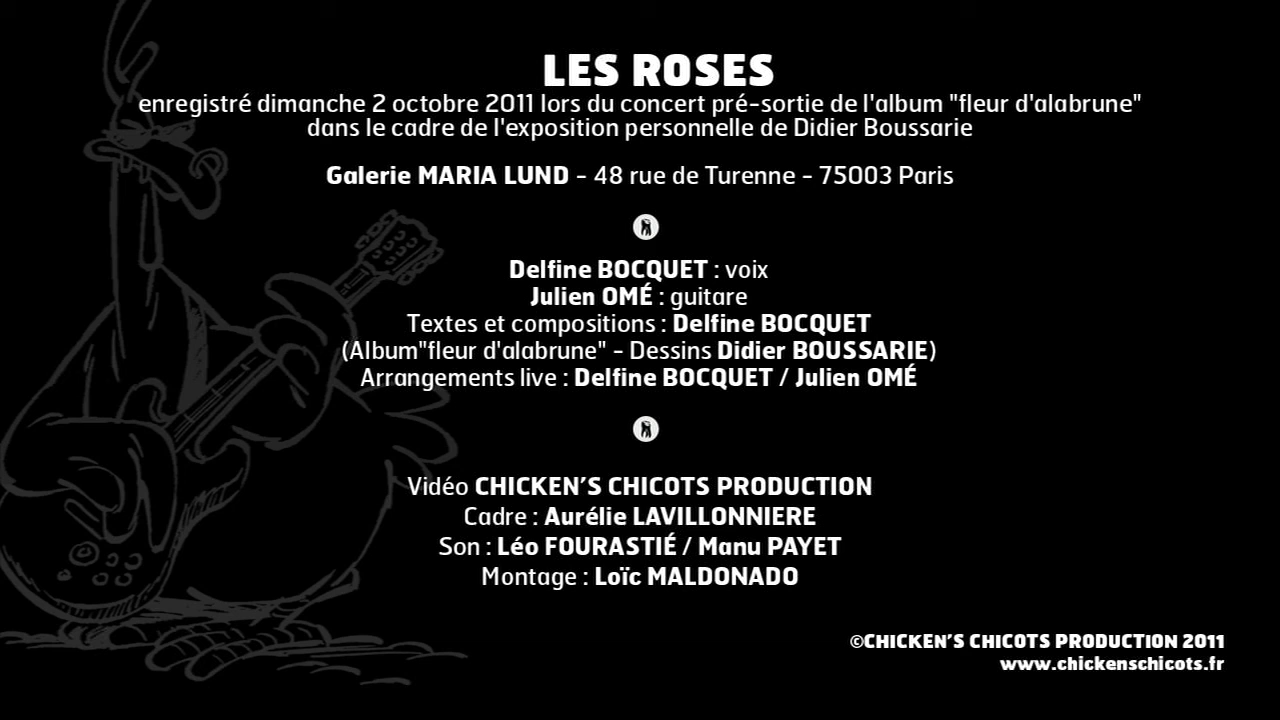 LES ROSES
enregistré dimanche 2 octobre 2011 lors du concert pré-sortie de l'album "fleur d'alabrune"
dans le cadre de l'exposition personnelle de Didier Boussarie
Galerie MARIA LUND - 48 rue de Turenne - 75003 Paris
Delfine BOCQUET : voix
Julien OMÉ : guitare
Textes et compositions : Delfine BOCQUET
(Album"fleur d'alabrune" - Dessins Didier BOUSSARIE)
Arrangements live : Delfine BOCQUET / Julien OMÉ
Vidéo CHICKEN'S CHICOTS PRODUCTION
Cadre : Aurélie LAVILLONNIERE
Son : Léo FOURASTIÉ / Manu PAYET
Montage : Loïc MALDONADO
©CHICKEN'S CHICOTS PRODUCTION 2011
www.chickenschicots.fr